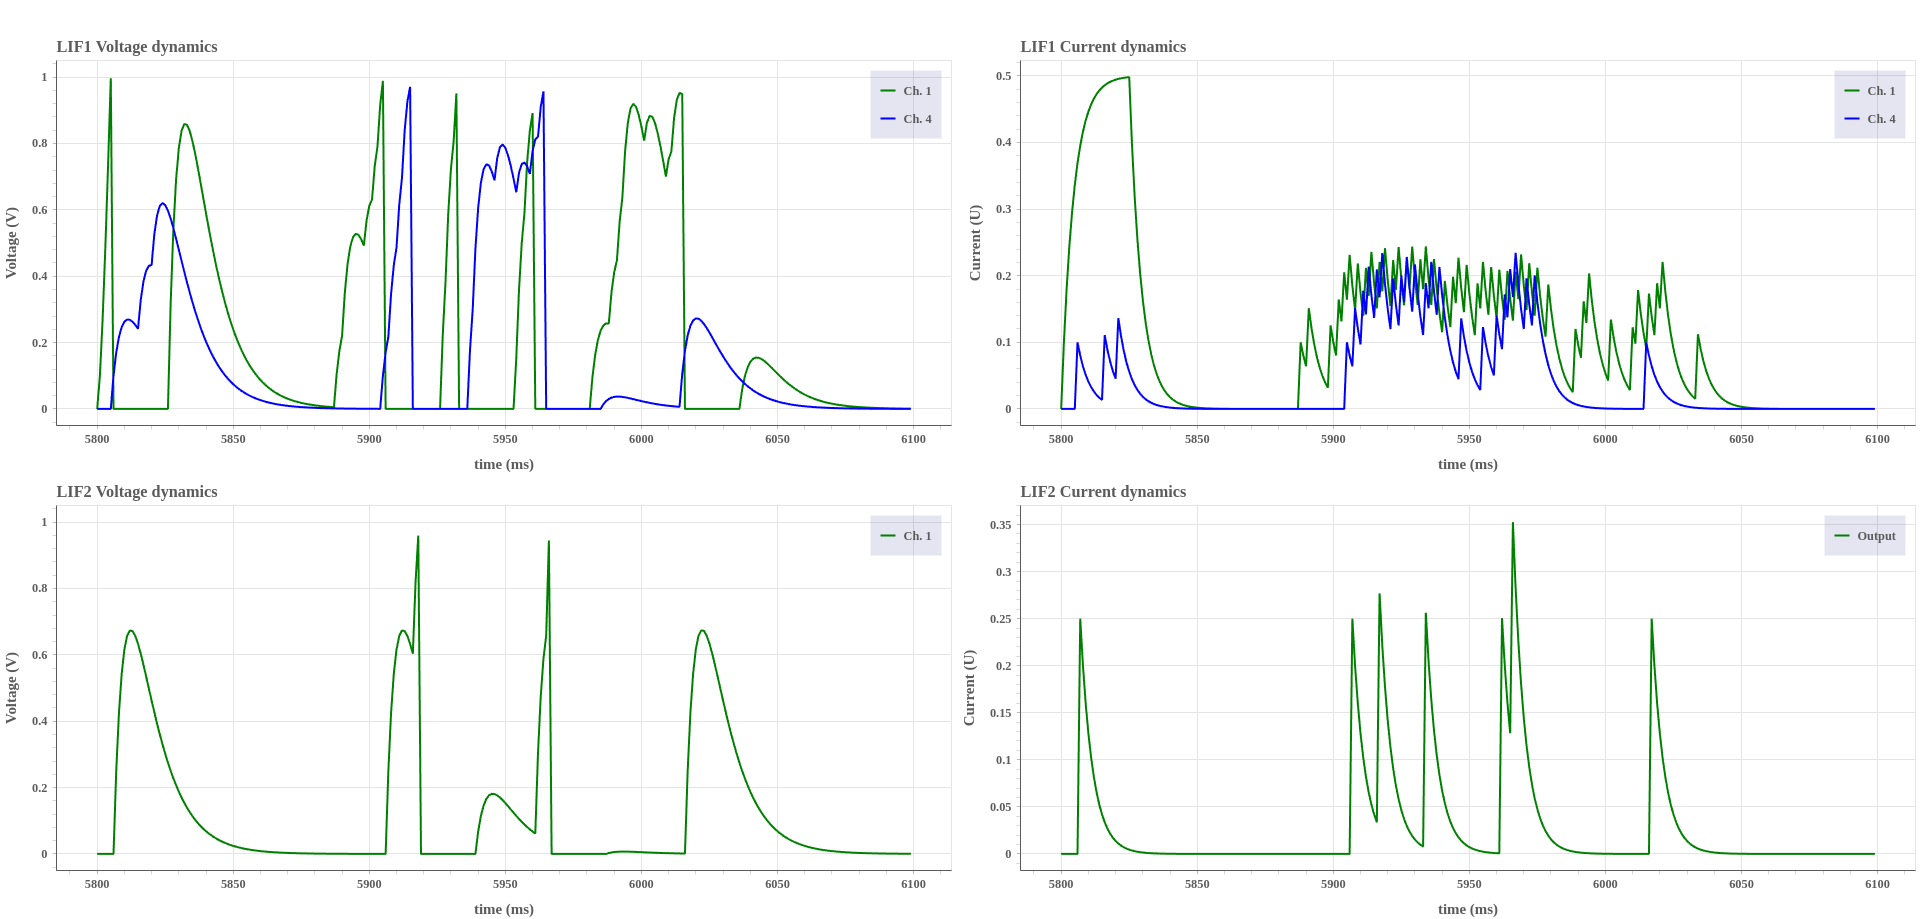 LIF1 Voltage dynamics
Voltage (V)
1
0.8
0.6
0.4
0.2
0
5800 5850 5900 5950 6000 6050 6100
time (ms)
Ch. 1
Ch. 4
LIF1 Current dynamics
Current (U)
0.5
0.4
0.3
0.2
0.1
0
5800 5850 5900 5950 6000 6050 6100
time (ms)
Ch. 1
Ch. 4
LIF2 Voltage dynamics
Voltage (V)
1
0.8
0.6
0.4
0.2
0
5800 5850 5900 5950 6000 6050 6100
time (ms)
Ch. 1
LIF2 Current dynamics
Current (U)
0.35
0.3
0.25
0.2
0.15
0.1
0.05
0
5800 5850 5900 5950 6000 6050 6100
time (ms)
Output